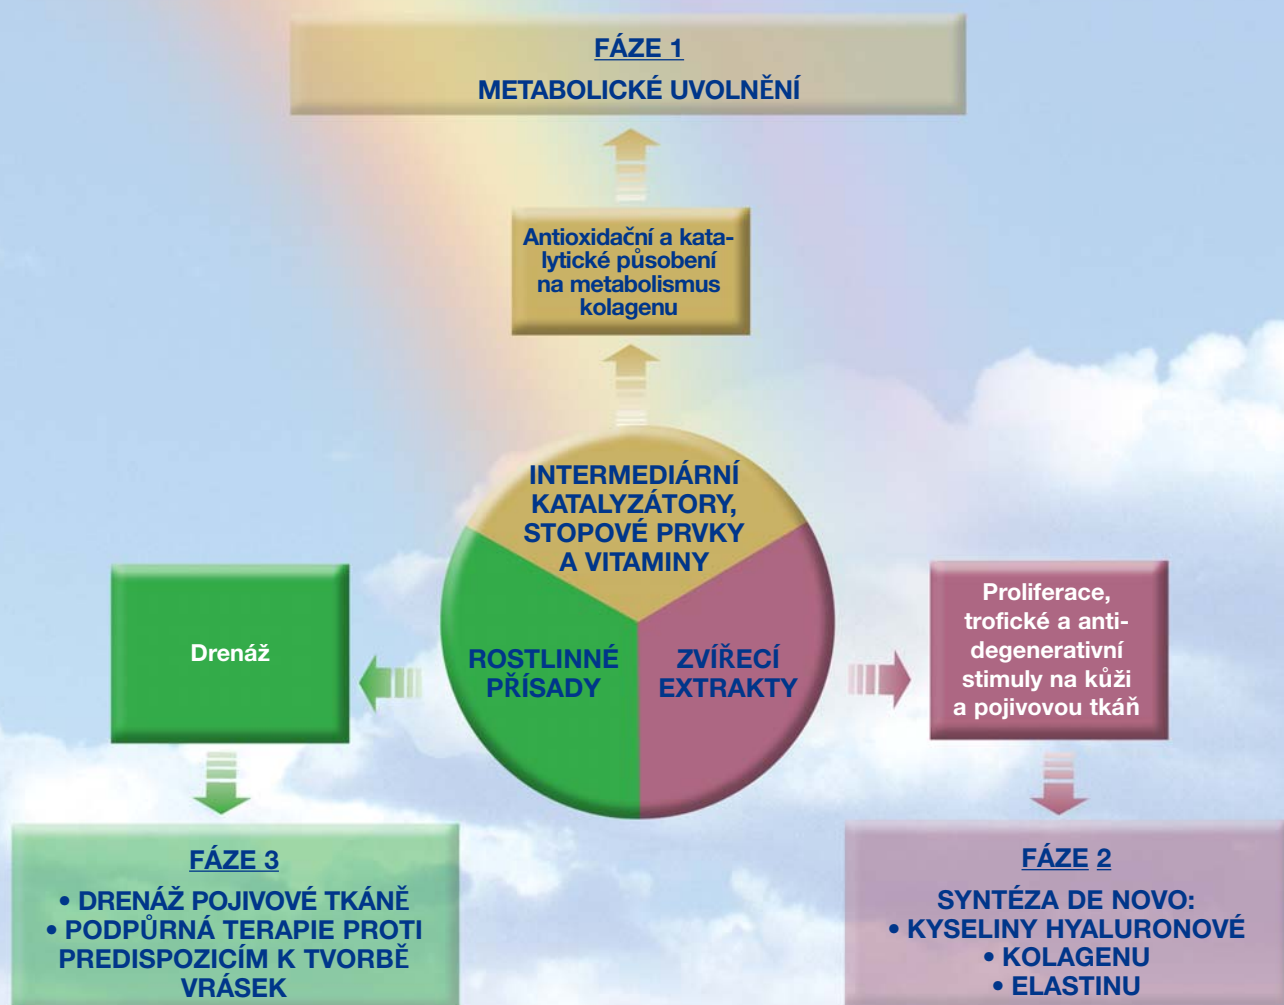 FÁZE 1
METABOLICKÉ UVOLNĚNÍ
Antioxidační a kata-
lytické působení
na metabolismus
kolagenu
INTERMEDIÁRNÍ
KATALYZÁTORY,
STOPOVÉ PRVKY
A VITAMINY
Drenáž
ROSTLINNÉ
PŘÍSADY
ZVÍŘECÍ
EXTRAKTY
Proliferace,
trofické a anti-
degenerativní
stimuly na kůži
a pojivovou tkáň
FÁZE 3
• DRENÁŽ POJIVOVÉ TKÁNĚ
• PODPŮRNÁ TERAPIE PROTI
PREDISPOZICÍM K TVORBĚ
VRÁSEK
FÁZE 2
SYNTÉZA DE NOVO:
• KYSELINY HYALURONOVÉ
• KOLAGENU
• ELASTINU